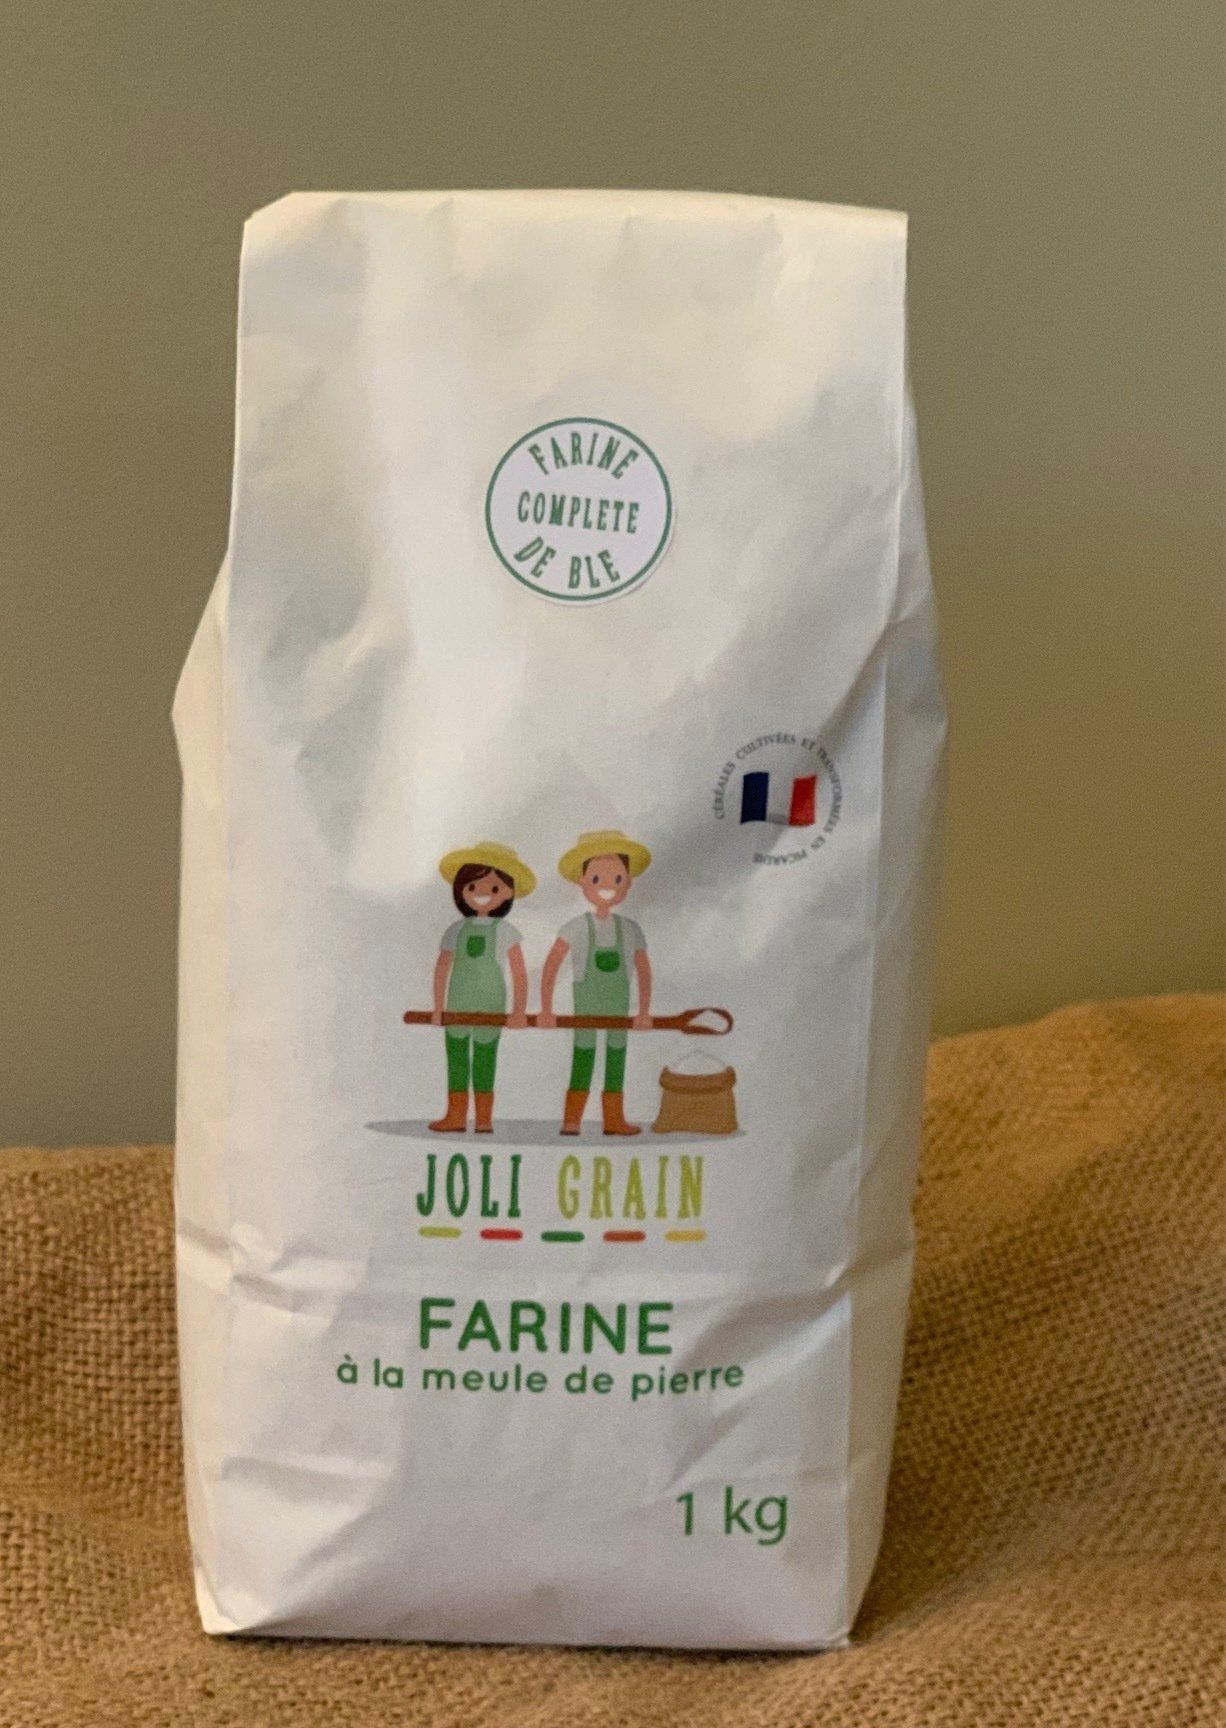 FARINE
COMPLETE
DE BLE
CÉRÉALES CULTIVÉES ET TRANSFORMÉES EN PICARDIE
JOLI GRAIN
FARINE
à la meule de pierre
1 kg